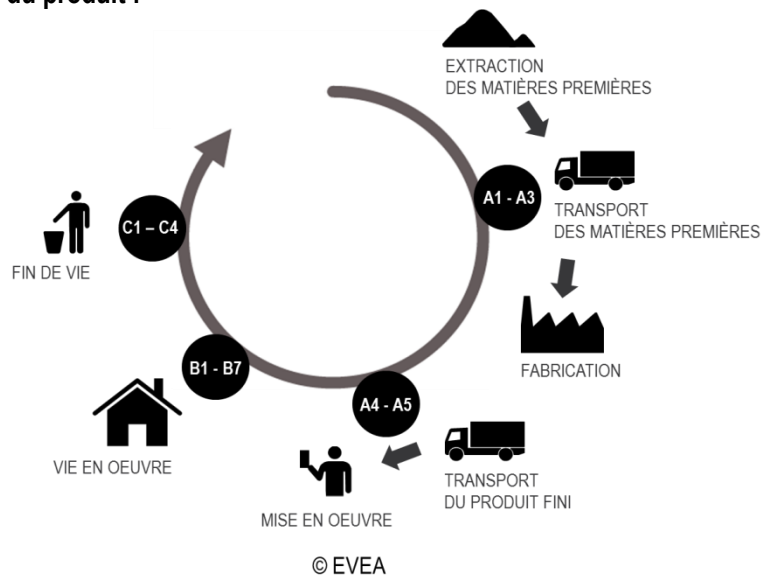 du produit :
EXTRACTION
DES MATIÈRES PREMIÈRES
A1 - A3
TRANSPORT
DES MATIÈRES PREMIÈRES
FABRICATION
A4 - A5
TRANSPORT
DU PRODUIT FINI
MISE EN OEUVRE
B1 - B7
VIE EN OEUVRE
C1 – C4
FIN DE VIE
© EVEA